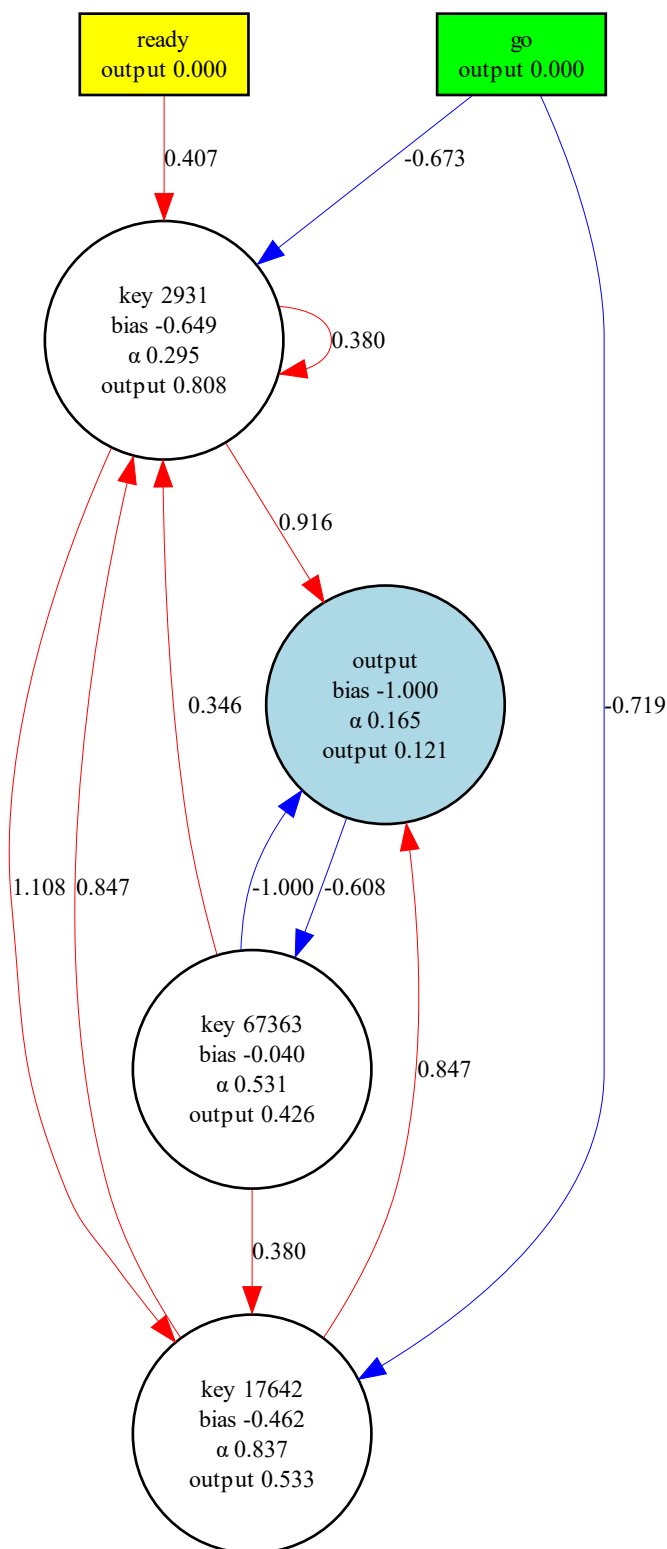 ready
output 0.000
go
output 0.000
0.407
-0.673
key 2931
bias -0.649
α 0.295
output 0.808
0.380
0.916
output
bias -1.000
α 0.165
output 0.121
0.346
-0.719
1.108
0.847
-1.000
-0.608
key 67363
bias -0.040
α 0.531
output 0.426
0.847
0.380
key 17642
bias -0.462
α 0.837
output 0.533